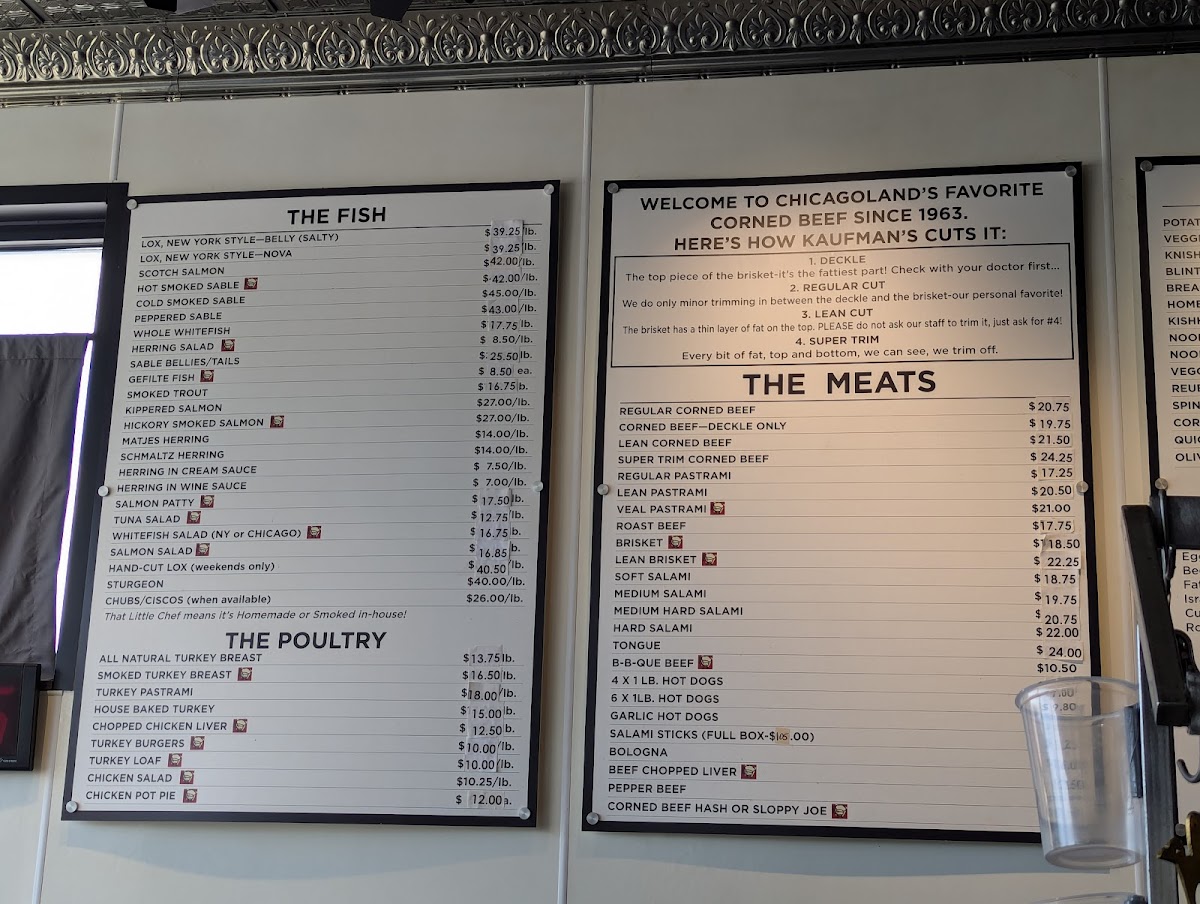 THE FISH
LOX, NEW YORK STYLE—BELLY (SALTY) $39.25 lb.
LOX, NEW YORK STYLE—NOVA $39.25 lb.
SCOTCH SALMON $42.00/lb.
HOT SMOKED SABLE $42.00/lb.
COLD SMOKED SABLE $45.00/lb.
PEPPERED SABLE $43.00/lb.
WHOLE WHITEFISH $17.75 lb.
HERRING SALAD $ 8.50/lb.
SABLE BELLIES/TAILS $25.50 lb.
GEFILTE FISH $ 8.50 ea.
SMOKED TROUT $16.75 b.
KIPPERED SALMON $27.00/lb.
HICKORY SMOKED SALMON $27.00/lb.
MATJES HERRING $14.00/lb.
SCHMALTZ HERRING $14.00/lb.
HERRING IN CREAM SAUCE $ 7.50/lb.
HERRING IN WINE SAUCE $ 7.00/lb.
SALMON PATTY $17.50 lb.
TUNA SALAD $12.75 lb.
WHITEFISH SALAD (NY or CHICAGO) $16.75 b.
SALMON SALAD $16.85 b.
HAND-CUT LOX (weekends only) $40.50/lb.
STURGEON $40.00/lb.
CHUBS/CISCOS (when available) $26.00/lb.
That Little Chef means it's Homemade or Smoked in-house!
THE POULTRY
ALL NATURAL TURKEY BREAST $13.75 lb.
SMOKED TURKEY BREAST $16.50 lb.
TURKEY PASTRAMI $18.00/lb.
HOUSE BAKED TURKEY $15.00 b.
CHOPPED CHICKEN LIVER $12.50 b.
TURKEY BURGERS $10.00/lb.
TURKEY LOAF $10.00/lb.
CHICKEN SALAD $10.25/lb.
CHICKEN POT PIE $ 12.00 a.
WELCOME TO CHICAGOLAND'S FAVORITE
CORNED BEEF SINCE 1963.
HERE'S HOW KAUFMAN'S CUTS IT:
1. DECKLE
The top piece of the brisket-it's the fattiest part! Check with your doctor first...
2. REGULAR CUT
We do only minor trimming in between the deckle and the brisket-our personal favorite!
3. LEAN CUT
The brisket has a thin layer of fat on the top. PLEASE do not ask our staff to trim it, just ask for #4!
4. SUPER TRIM
Every bit of fat, top and bottom, we can see, we trim off.
THE MEATS
REGULAR CORNED BEEF $20.75
CORNED BEEF—DECKLE ONLY $19.75
LEAN CORNED BEEF $21.50
SUPER TRIM CORNED BEEF $24.25
REGULAR PASTRAMI $17.25
LEAN PASTRAMI $20.50
VEAL PASTRAMI $21.00
ROAST BEEF $17.75
BRISKET $18.50
LEAN BRISKET $22.25
SOFT SALAMI $18.75
MEDIUM SALAMI $19.75
MEDIUM HARD SALAMI $20.75
HARD SALAMI $22.00
TONGUE $24.00
B-B-QUE BEEF $10.50
4 X 1 LB. HOT DOGS
6 X 1LB. HOT DOGS
GARLIC HOT DOGS
SALAMI STICKS (FULL BOX-$105.00)
BOLOGNA
BEEF CHOPPED LIVER
PEPPER BEEF
CORNED BEEF HASH OR SLOPPY JOE
POTAT
VEGGI
KNISH
BLINT
BREA
HOME
KISHK
NOOD
NOOD
VEGG
REUB
SPIN
COR
QUIC
OLIV